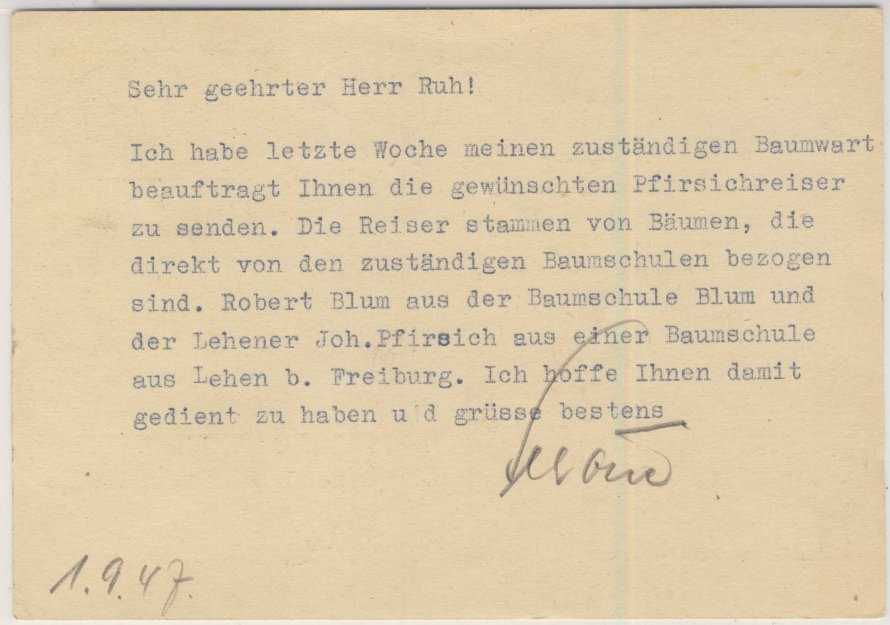 Sehr geehrter Herr Ruh!
Ich habe letzte Woche meinen zuständigen Baumwart
beauftragt Ihnen die gewünschten Pfirsichreiser
zu senden. Die Reiser stammen von Bäumen, die
direkt von den zuständigen Baumschulen bezogen
sind. Robert Blum aus der Baumschule Blum und
der Lehener Joh.Pfirsich aus einer Baumschule
aus Lehen b. Freiburg. Ich hoffe Ihnen damit
gedient zu haben u d grüsse bestens
1.9.47.